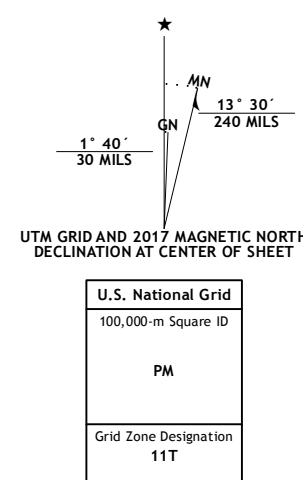 ★
MN
GN
1° 40´
30 MILS
13° 30´
240 MILS
UTM GRID AND 2017 MAGNETIC NORTH
DECLINATION AT CENTER OF SHEET
U.S. National Grid
100,000-m Square ID
PM
Grid Zone Designation
11T